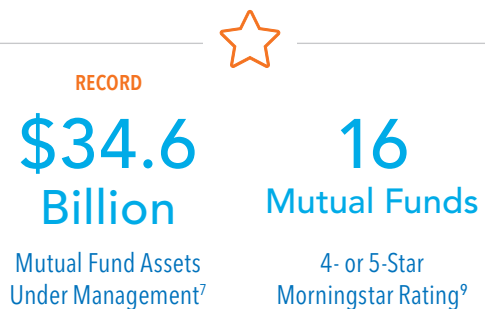 RECORD
$34.6
Billion
Mutual Fund Assets
Under Management7
16
Mutual Funds
4- or 5-Star
Morningstar Rating9